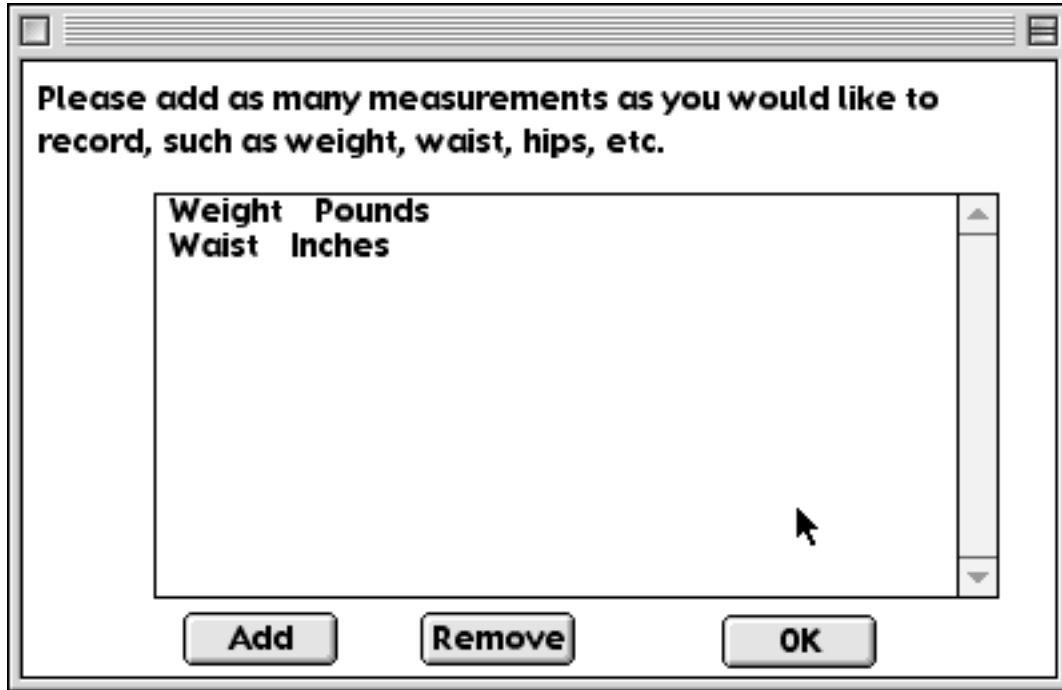 Please add as many measurements as you would like to
record, such as weight, waist, hips, etc.
Weight Pounds
Waist Inches
Add Remove OK